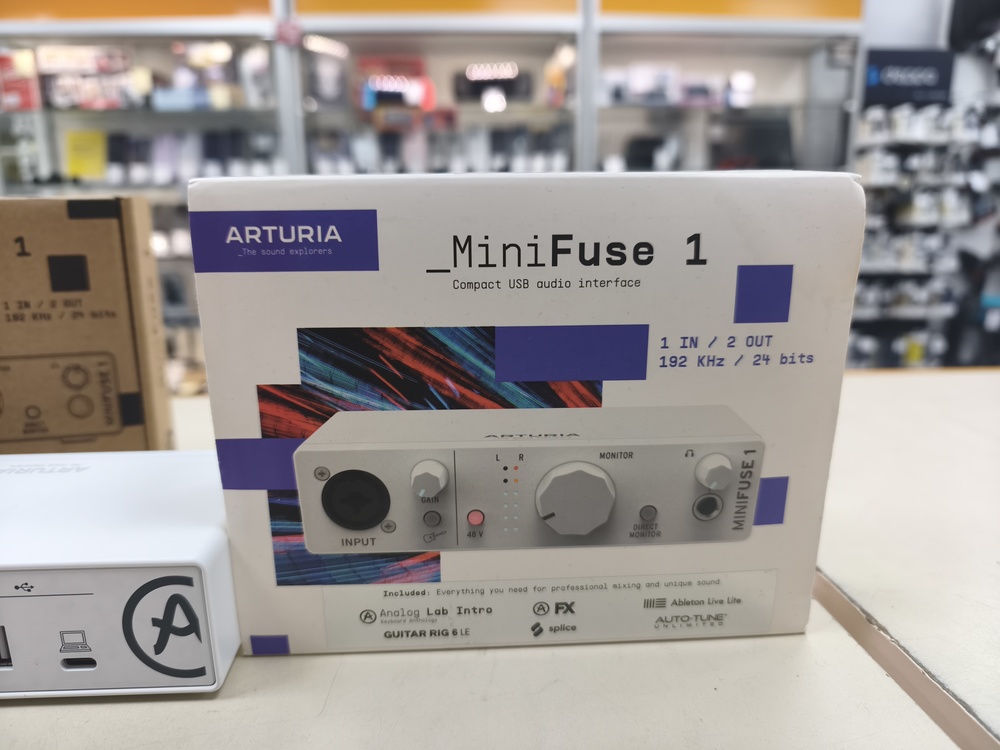 ARTURIA
_The sound explorers
_MiniFuse 1
Compact USB audio interface
1 IN / 2 OUT
192 KHz / 24 bits
ARTURIA
L R
MONITOR
GAIN
INPUT
48 V
DIRECT
MONITOR
MINIFUSE 1
Included: Everything you need for professional mixing and unique sound
Analog Lab Intro
FX
Ableton Live Lite
GUITAR RIG 6 LE
splice
AUTO-TUNE
UNLIMITED
1
1 IN / 2 OUT
192 KHz / 24 bits
MINIFUSE 1
ARTURIA